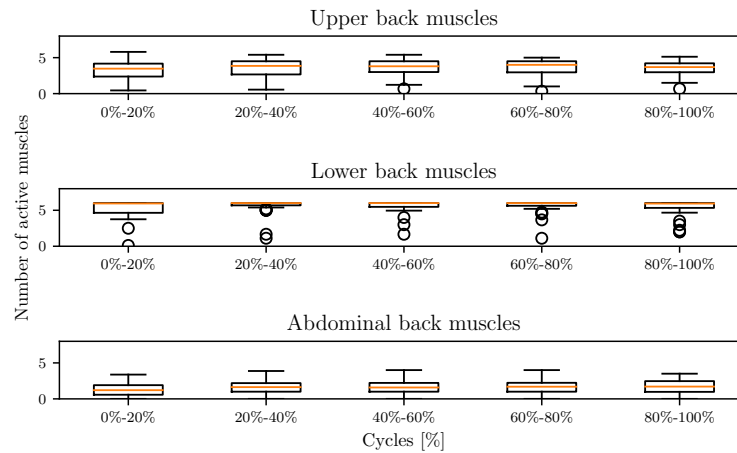 Upper back muscles
5
0
0%-20% 20%-40% 40%-60% 60%-80% 80%-100%
Number of active muscles
Lower back muscles
5
0
0%-20% 20%-40% 40%-60% 60%-80% 80%-100%
Abdominal back muscles
5
0
0%-20% 20%-40% 40%-60% 60%-80% 80%-100%
Cycles [%]